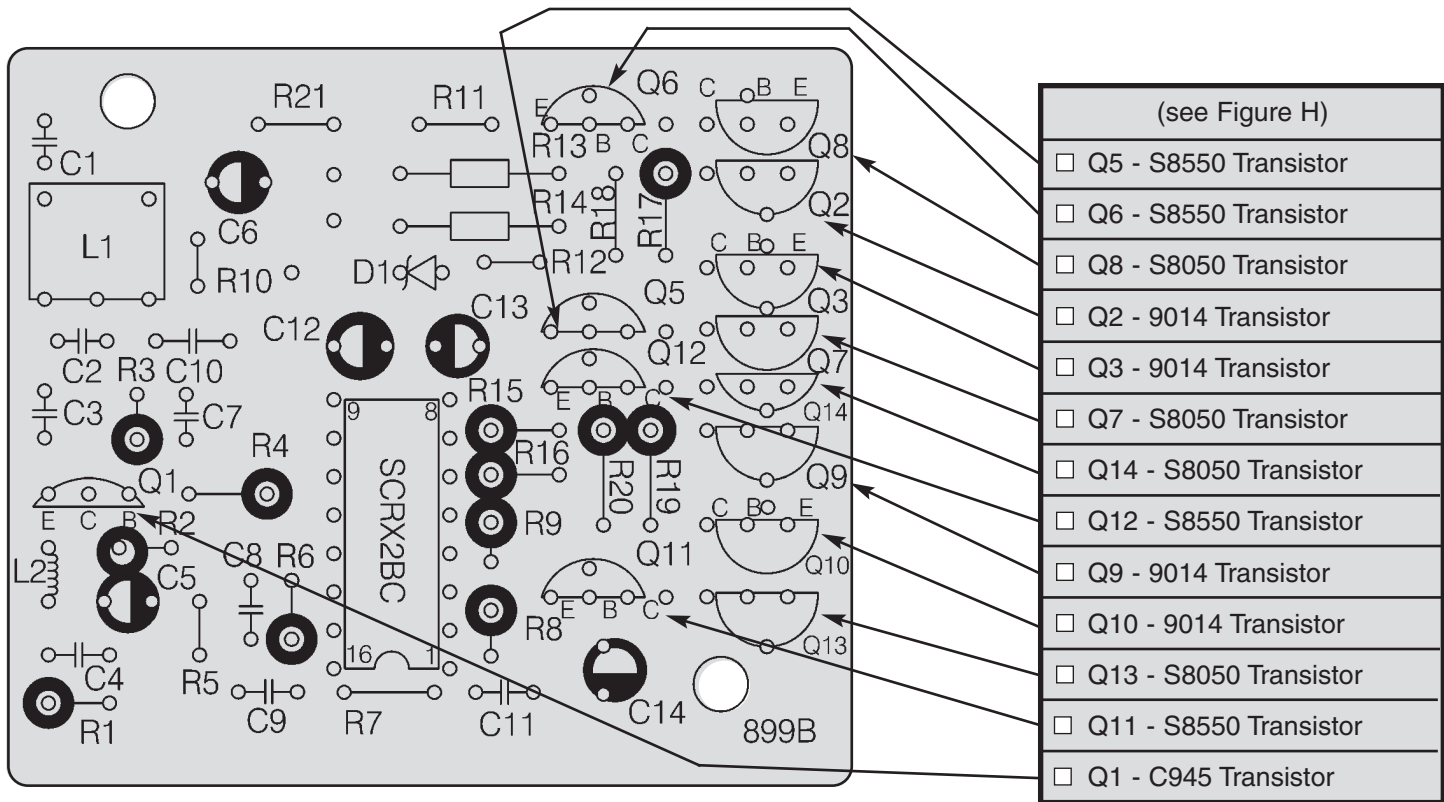 R21
R11
E
Q6
C B E
C1
R13 B C
Q8
L1
C6
R14
R18
R17
Q2
R10
D1
R12
C B E
C12
C13
Q5
Q3
C2
R3
C10
Q12
Q7
C3
C7
9 8
R15
E B C
Q14
R4
SCRX2BC
R16
R20
R19
Q9
Q1
E C B
R2
R9
C B E
L2
C5
C8
R6
Q11
Q10
E B C
R8
C4
R5
16 1
Q13
R1
C9
R7
C11
C14
899B
(see Figure H)
☐ Q5 - S8550 Transistor
☐ Q6 - S8550 Transistor
☐ Q8 - S8050 Transistor
☐ Q2 - 9014 Transistor
☐ Q3 - 9014 Transistor
☐ Q7 - S8050 Transistor
☐ Q14 - S8050 Transistor
☐ Q12 - S8550 Transistor
☐ Q9 - 9014 Transistor
☐ Q10 - 9014 Transistor
☐ Q13 - S8050 Transistor
☐ Q11 - S8550 Transistor
☐ Q1 - C945 Transistor